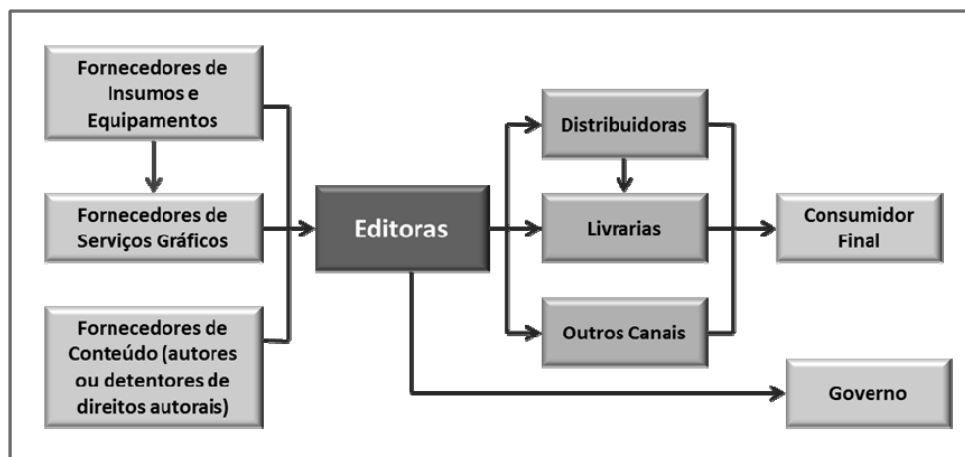 Fornecedores de
Insumos e
Equipamentos
Fornecedores de
Serviços Gráficos
Fornecedores de
Conteúdo (autores
ou detentores de
direitos autorais)
Editoras
Distribuidoras
Livrarias
Outros Canais
Consumidor
Final
Governo